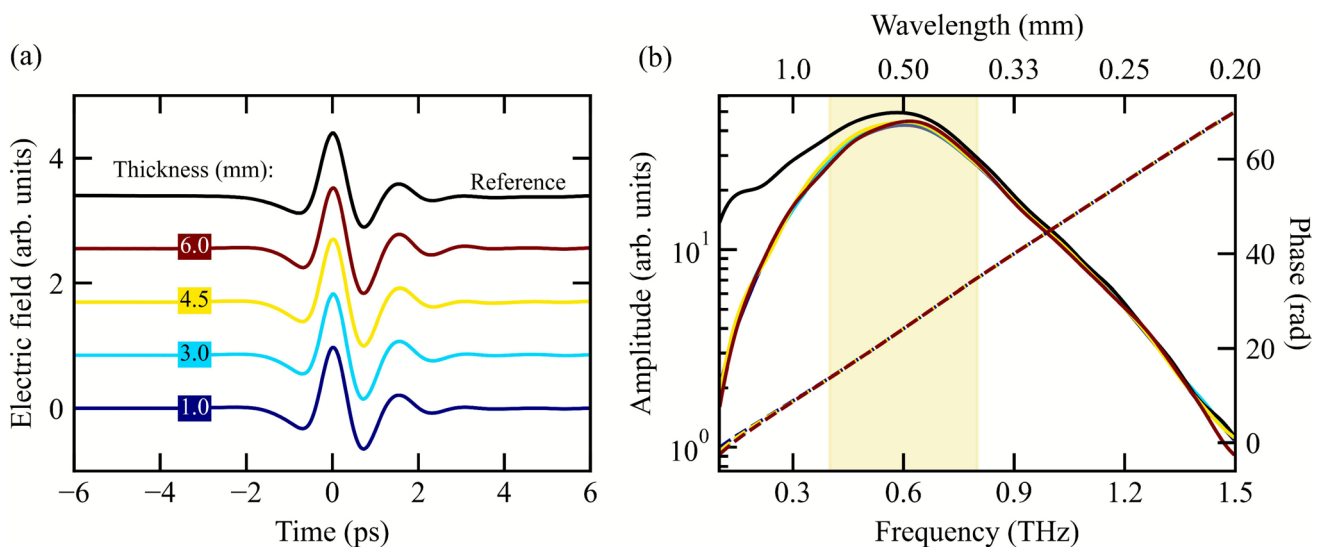 (a)
Electric field (arb. units)
4
2
0
Thickness (mm):
Reference
6.0
4.5
3.0
1.0
−6 −4 −2 0 2 4 6
Time (ps)
(b)
Wavelength (mm)
1.0 0.50 0.33 0.25 0.20
Amplitude (arb. units)
10¹
10⁰
60
40
20
0
Phase (rad)
0.3 0.6 0.9 1.2 1.5
Frequency (THz)